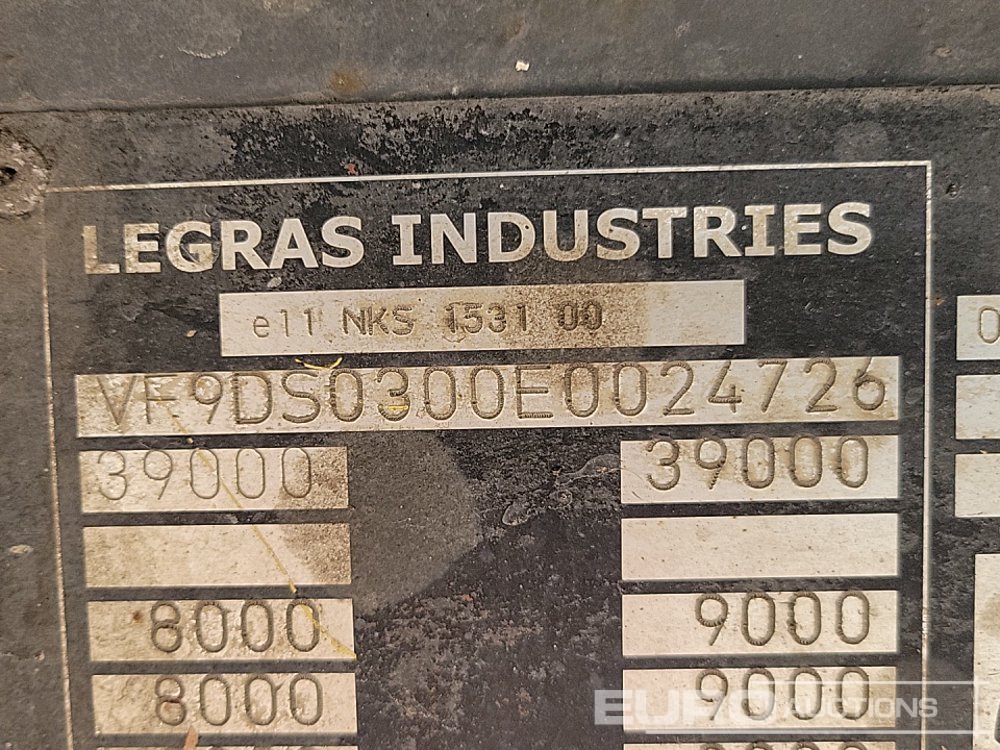 LEGRAS INDUSTRIES
e11 NKS 1531 00
VF9DS0300E0024726
39000 39000
8000 9000
8000 9000
EURO AUCTIONS